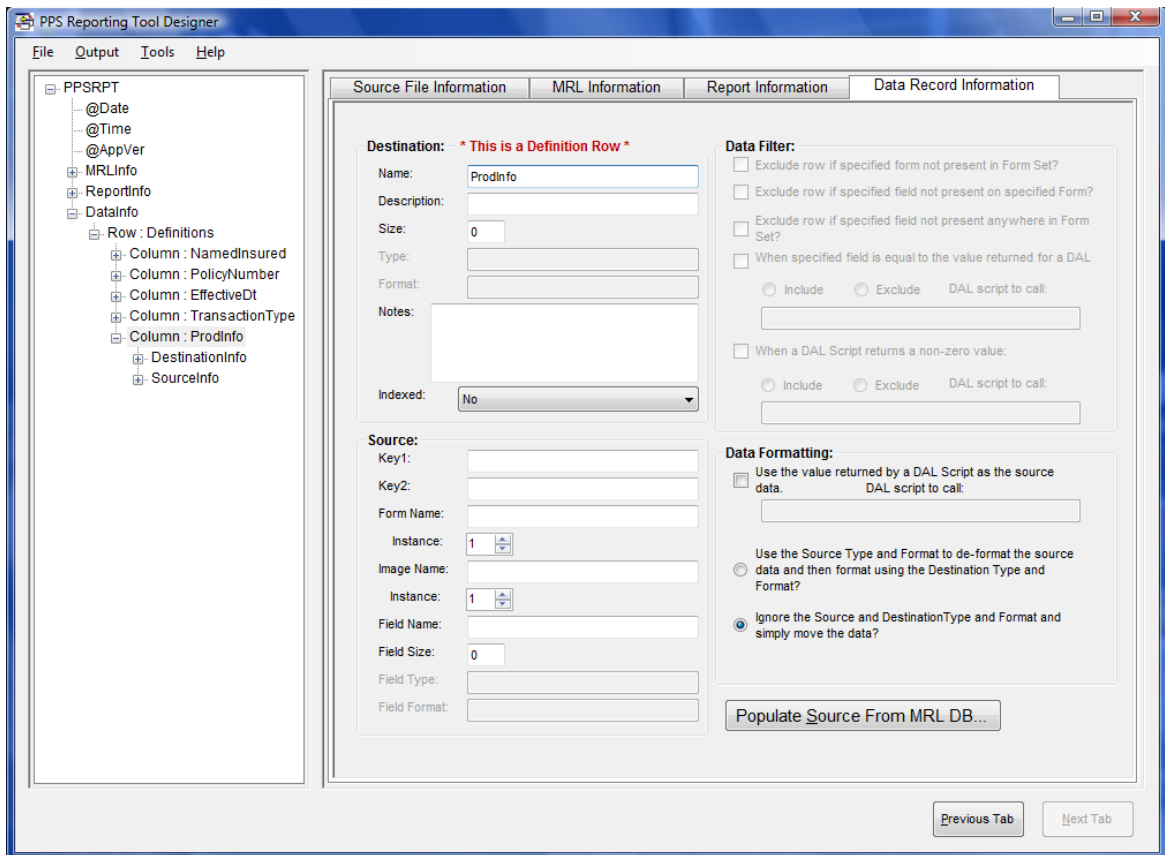 PPS Reporting Tool Designer
File Output Tools Help
PPSRPT
@Date
@Time
@AppVer
MRLInfo
ReportInfo
DataInfo
Row : Definitions
Column : NamedInsured
Column : PolicyNumber
Column : EffectiveDt
Column : TransactionType
Column : ProdInfo
DestinationInfo
SourceInfo
Source File Information
MRL Information
Report Information
Data Record Information
Destination: * This is a Definition Row *
Name: ProdInfo
Description:
Size: 0
Type:
Format:
Notes:
Indexed: No
Source:
Key1:
Key2:
Form Name:
Instance: 1
Image Name:
Instance: 1
Field Name:
Field Size: 0
Field Type:
Field Format:
Data Filter:
Exclude row if specified form not present in Form Set?
Exclude row if specified field not present on specified Form?
Exclude row if specified field not present anywhere in Form
Set?
When specified field is equal to the value returned for a DAL
Include Exclude DAL script to call:
When a DAL Script returns a non-zero value:
Include Exclude DAL script to call:
Data Formatting:
Use the value returned by a DAL Script as the source
data. DAL script to call:
Use the Source Type and Format to de-format the source
data and then format using the Destination Type and
Format?
Ignore the Source and DestinationType and Format and
simply move the data?
Populate Source From MRL DB...
Previous Tab
Next Tab